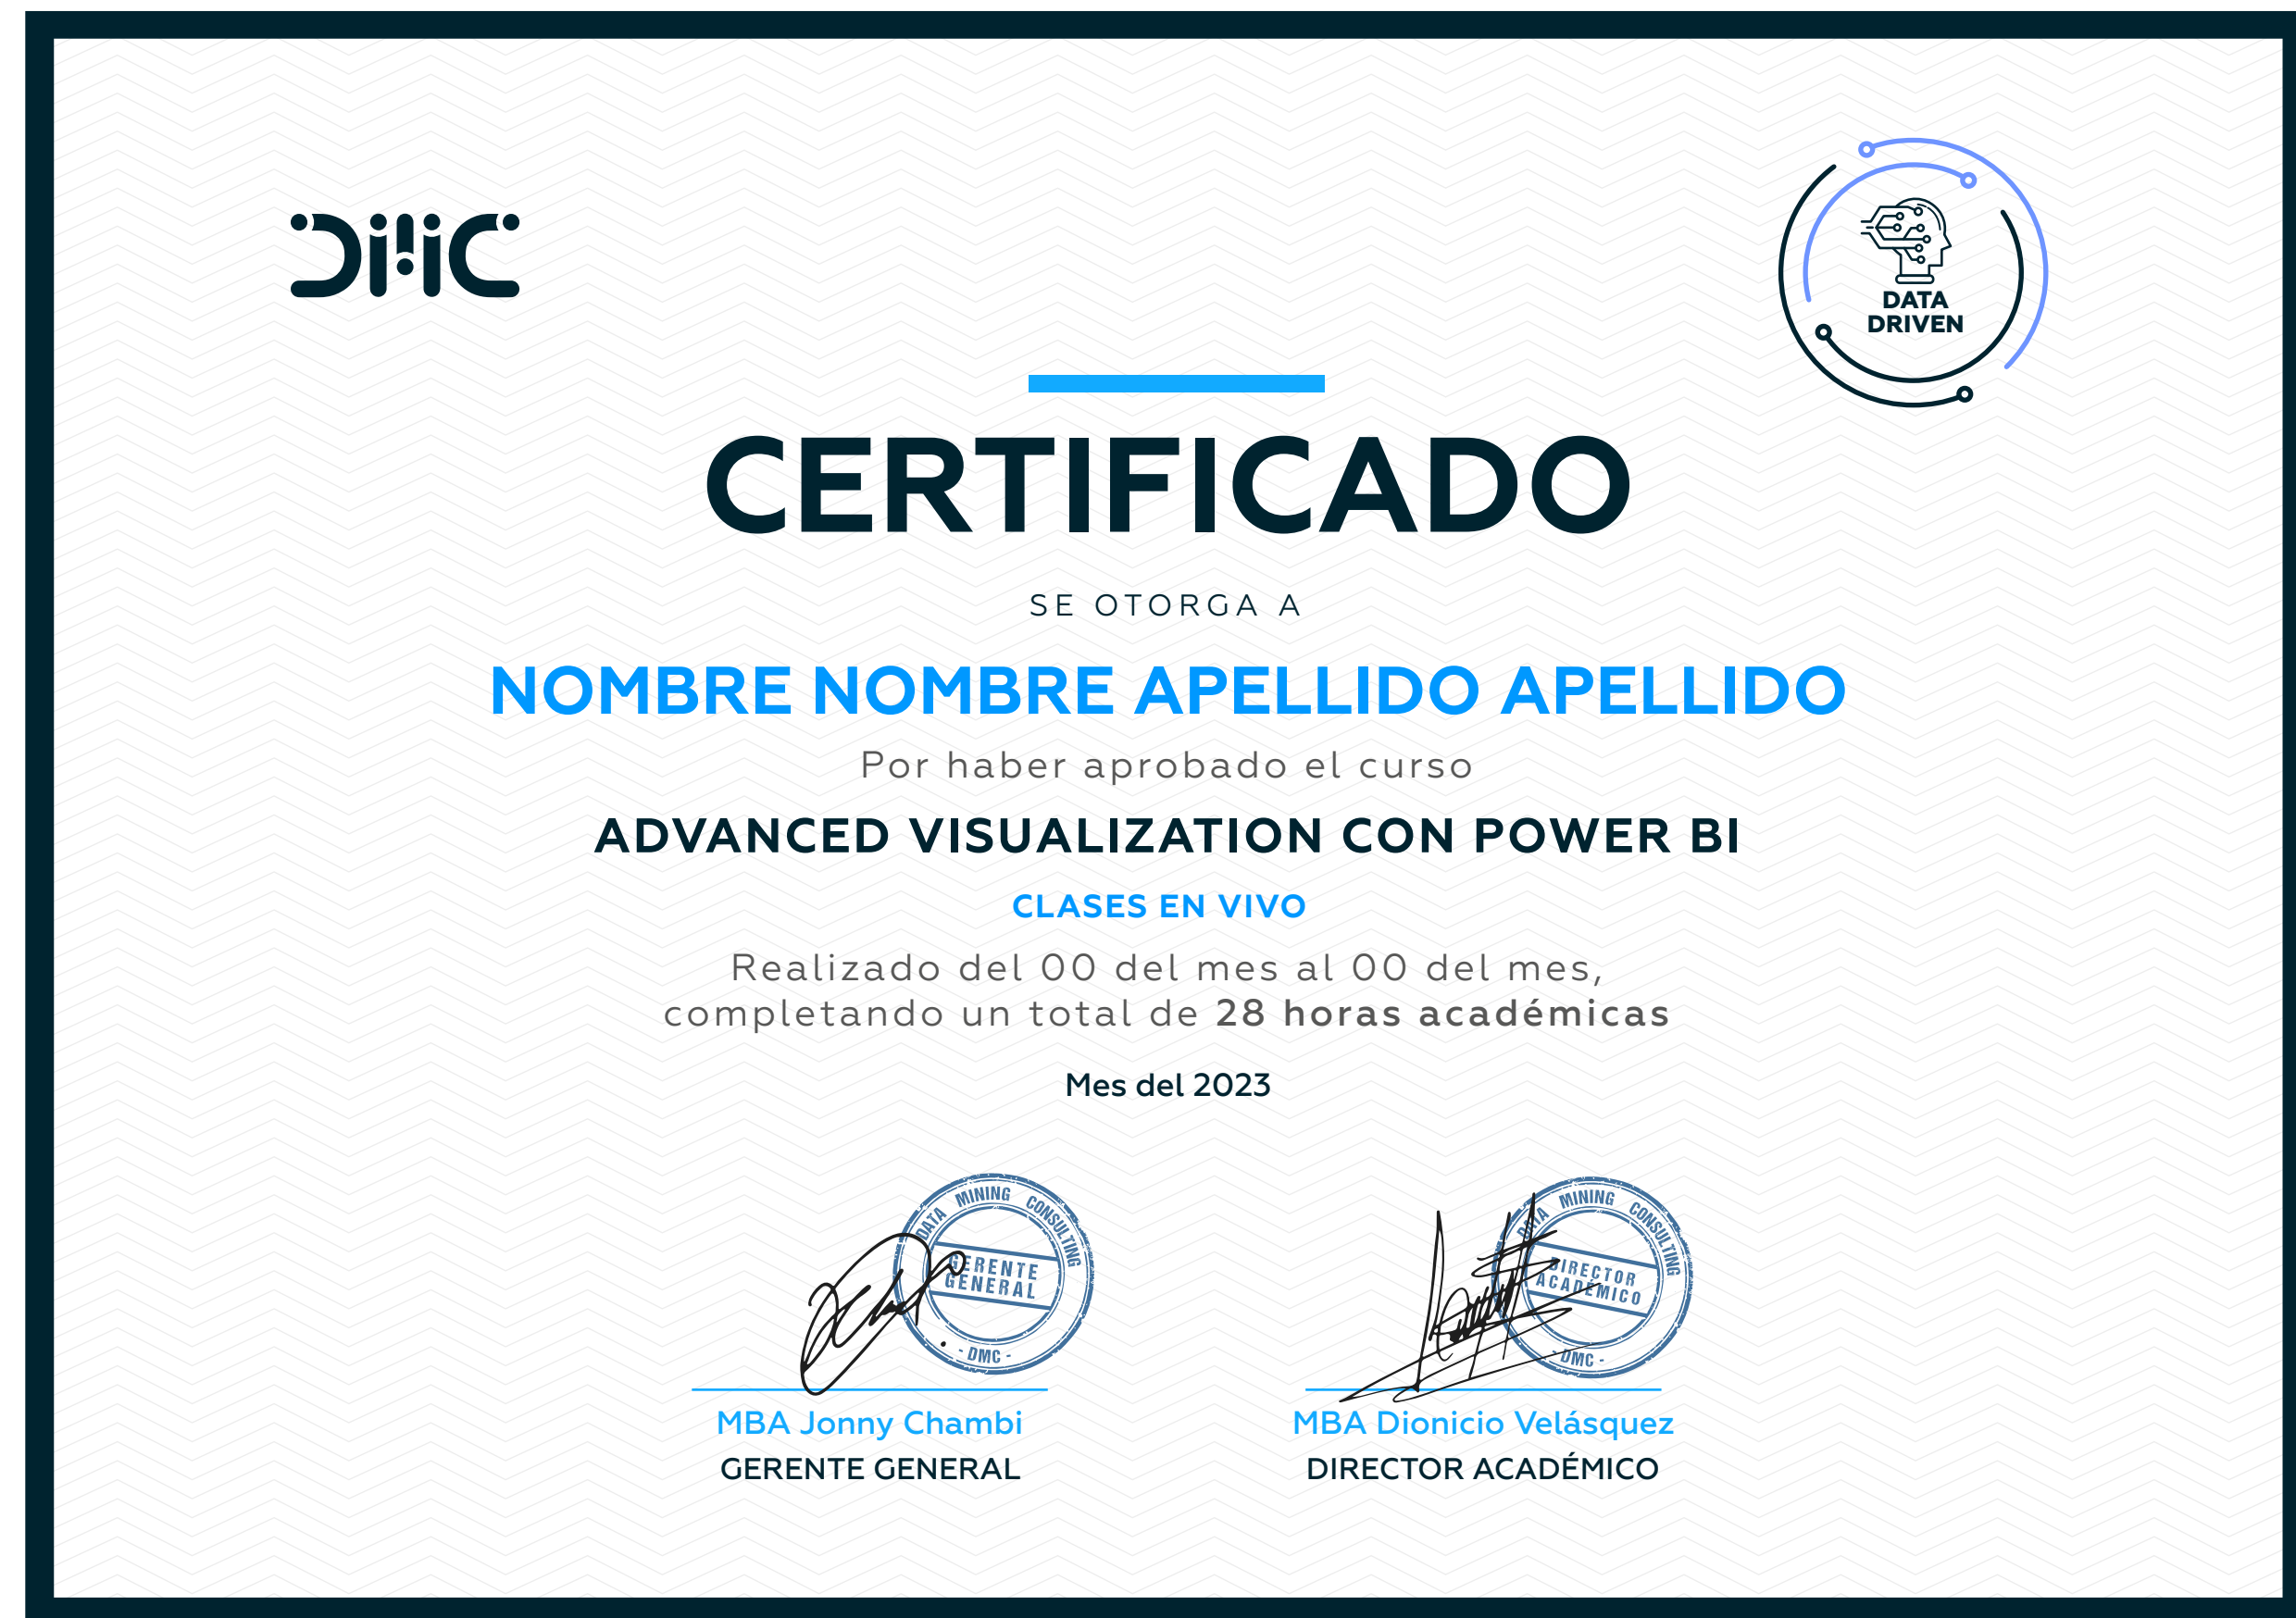 DMC
DATA
DRIVEN
CERTIFICADO
SE OTORGA A
NOMBRE NOMBRE APELLIDO APELLIDO
Por haber aprobado el curso
ADVANCED VISUALIZATION CON POWER BI
CLASES EN VIVO
Realizado del 00 del mes al 00 del mes,
completando un total de 28 horas académicas
Mes del 2023
DATA MINING CONSULTING
GERENTE
GENERAL
- DMC -
DATA MINING CONSULTING
DIRECTOR
ACADÉMICO
- DMC -
MBA Jonny Chambi
GERENTE GENERAL
MBA Dionicio Velásquez
DIRECTOR ACADÉMICO